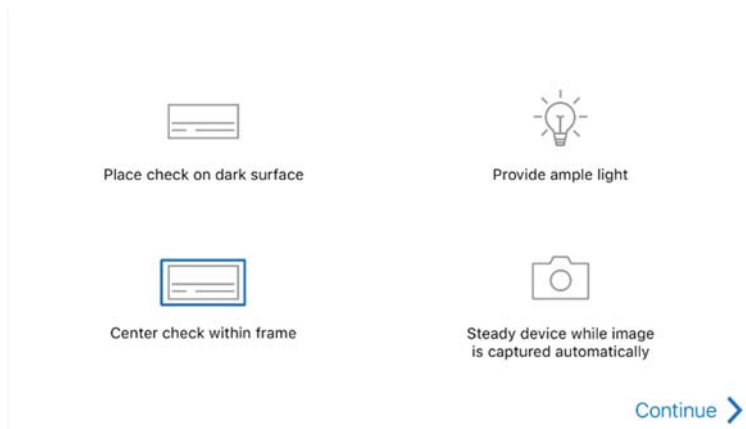 Place check on dark surface
Provide ample light
Center check within frame
Steady device while image
is captured automatically
Continue